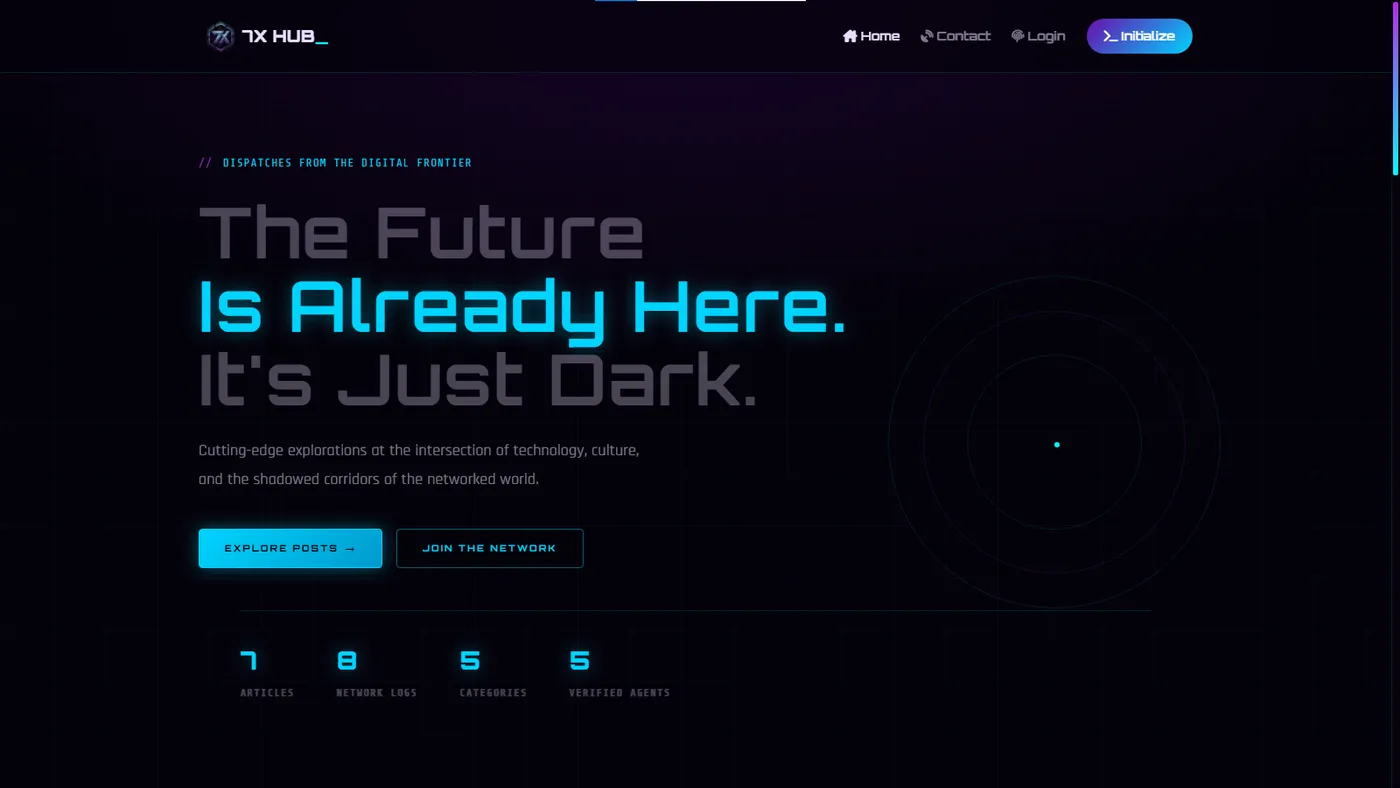 7X HUB_
Home
Contact
Login
Initialize
// DISPATCHES FROM THE DIGITAL FRONTIER
The Future
Is Already Here.
It's Just Dark.
Cutting-edge explorations at the intersection of technology, culture,
and the shadowed corridors of the networked world.
EXPLORE POSTS →
JOIN THE NETWORK
7
ARTICLES
8
NETWORK LOGS
5
CATEGORIES
5
VERIFIED AGENTS